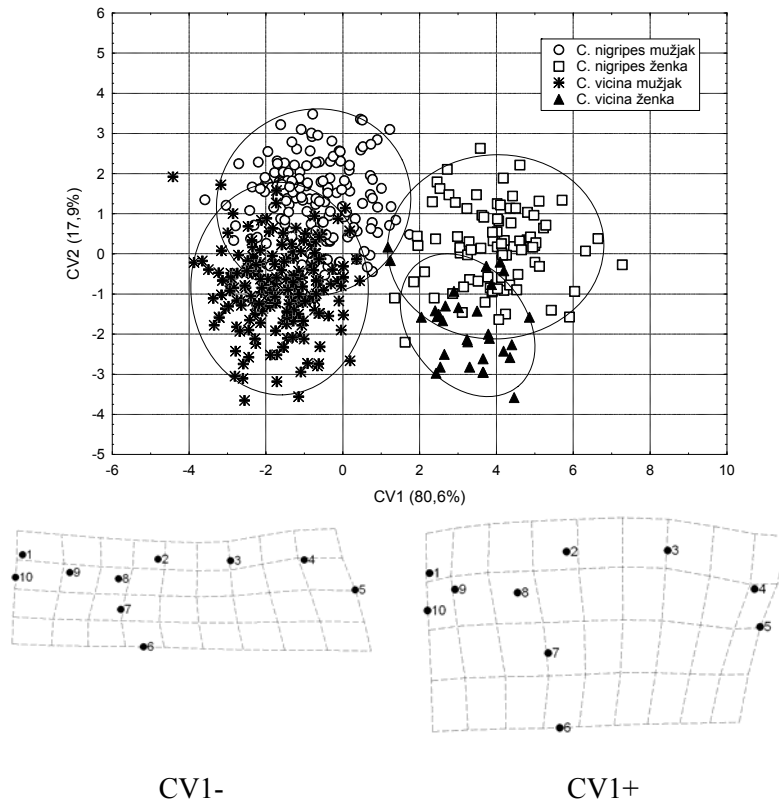 6
5
4
3
2
1
0
-1
-2
-3
-4
-5
CV2 (17,9%)
C. nigripes mužjak
C. nigripes ženka
C. vicina mužjak
C. vicina ženka
-6 -4 -2 0 2 4 6 8 10
CV1 (80,6%)
1 2 3 4 5 6 7 8 9 10
1 2 3 4 5 6 7 8 9 10
CV1- CV1+